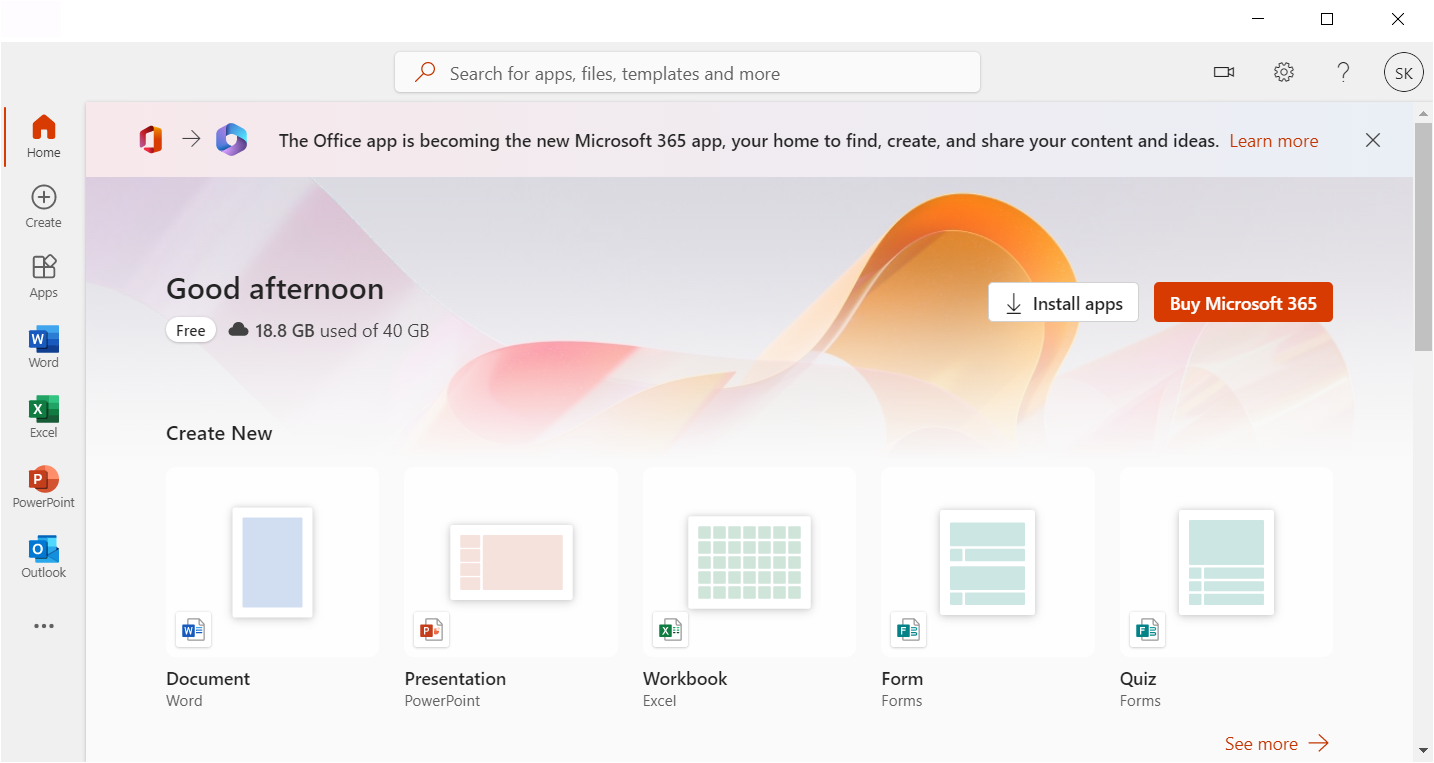 Search for apps, files, templates and more
SK
Home
Create
Apps
Word
Excel
PowerPoint
Outlook
The Office app is becoming the new Microsoft 365 app, your home to find, create, and share your content and ideas. Learn more
Good afternoon
Free 18.8 GB used of 40 GB
Install apps
Buy Microsoft 365
Create New
Document
Word
Presentation
PowerPoint
Workbook
Excel
Form
Forms
Quiz
Forms
See more